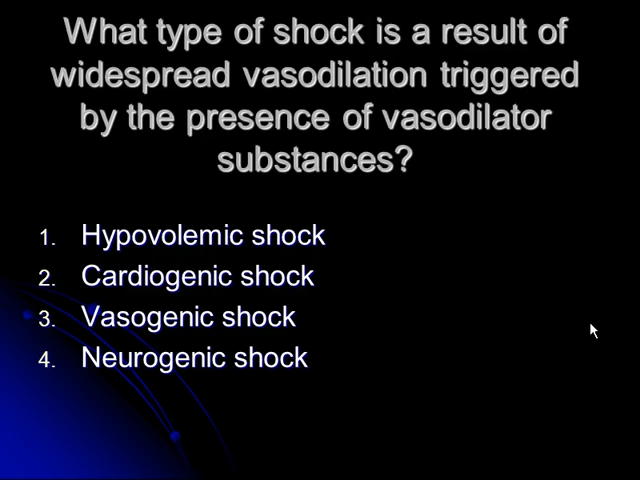 What type of shock is a result of
widespread vasodilation triggered
by the presence of vasodilator
substances?
1. Hypovolemic shock
2. Cardiogenic shock
3. Vasogenic shock
4. Neurogenic shock